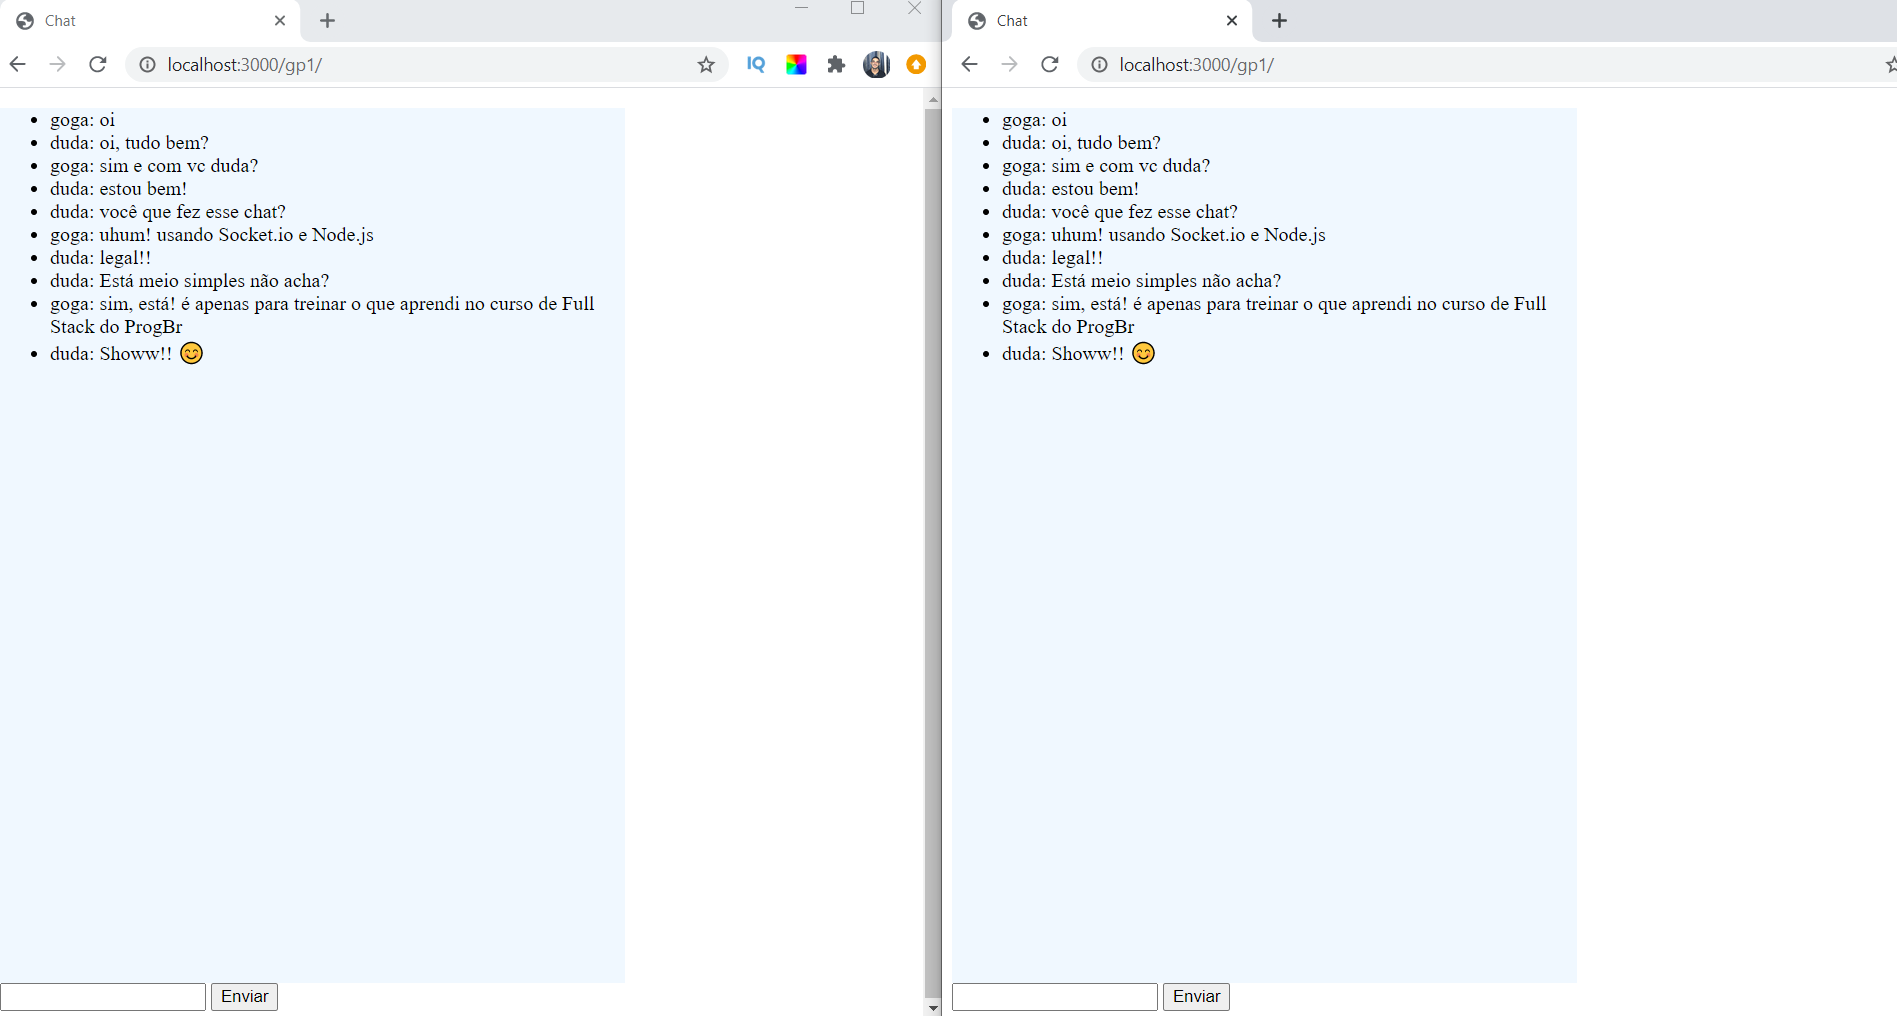 Chat
localhost:3000/gp1/
IQ
goga: oi
duda: oi, tudo bem?
goga: sim e com vc duda?
duda: estou bem!
duda: você que fez esse chat?
goga: uhum! usando Socket.io e Node.js
duda: legal!!
duda: Está meio simples não acha?
goga: sim, está! é apenas para treinar o que aprendi no curso de Full
Stack do ProgBr
duda: Showw!! 😊
Enviar
Chat
localhost:3000/gp1/
goga: oi
duda: oi, tudo bem?
goga: sim e com vc duda?
duda: estou bem!
duda: você que fez esse chat?
goga: uhum! usando Socket.io e Node.js
duda: legal!!
duda: Está meio simples não acha?
goga: sim, está! é apenas para treinar o que aprendi no curso de Full
Stack do ProgBr
duda: Showw!! 😊
Enviar